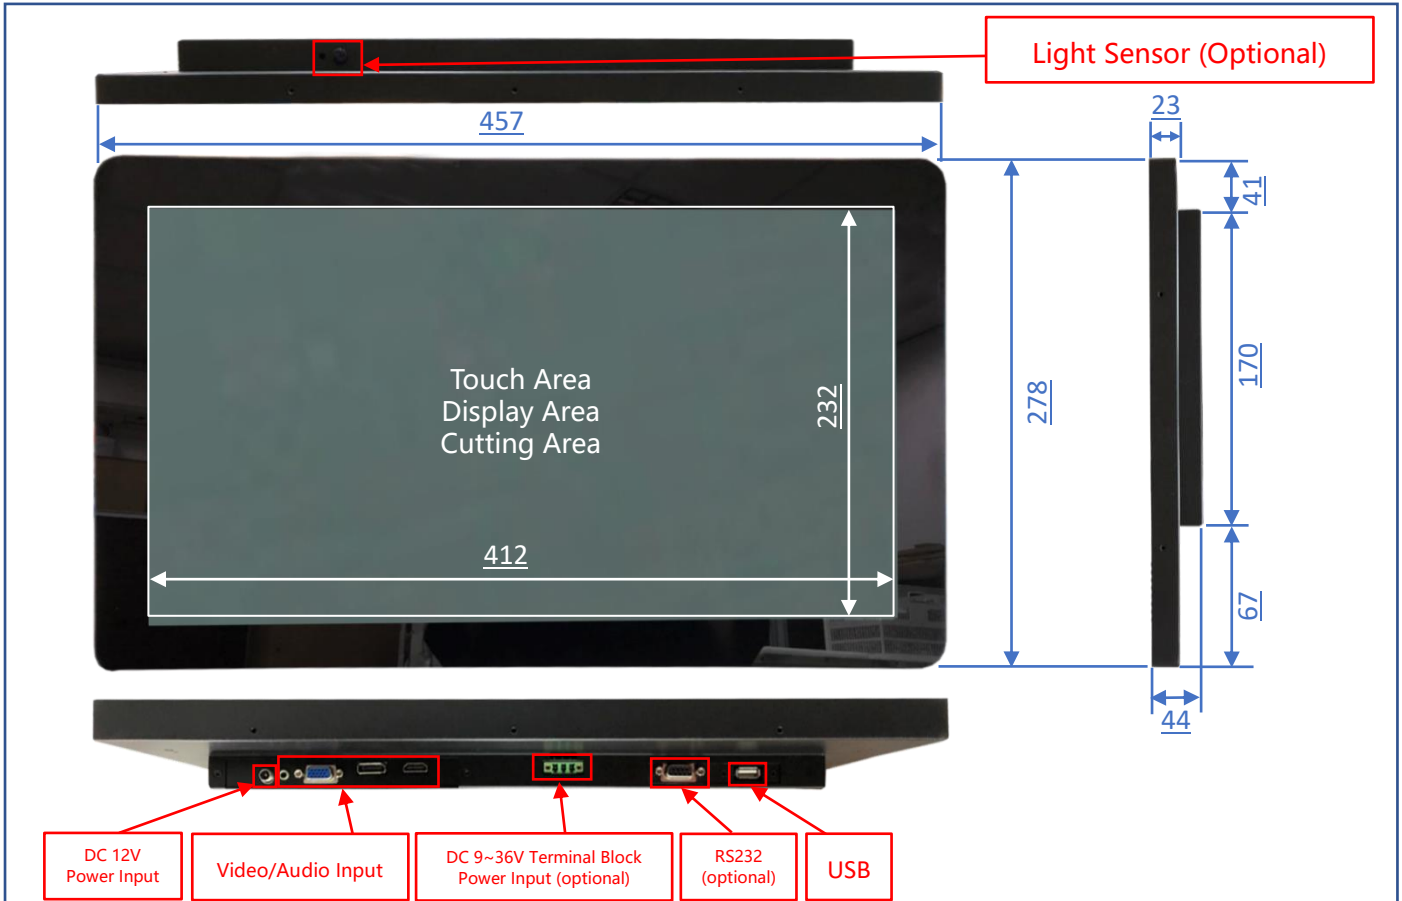 Light Sensor (Optional)
457
23
41
Touch Area
Display Area
Cutting Area
232
278
170
412
67
44
DC 12V
Power Input
Video/Audio Input
DC 9~36V Terminal Block
Power Input (optional)
RS232
(optional)
USB